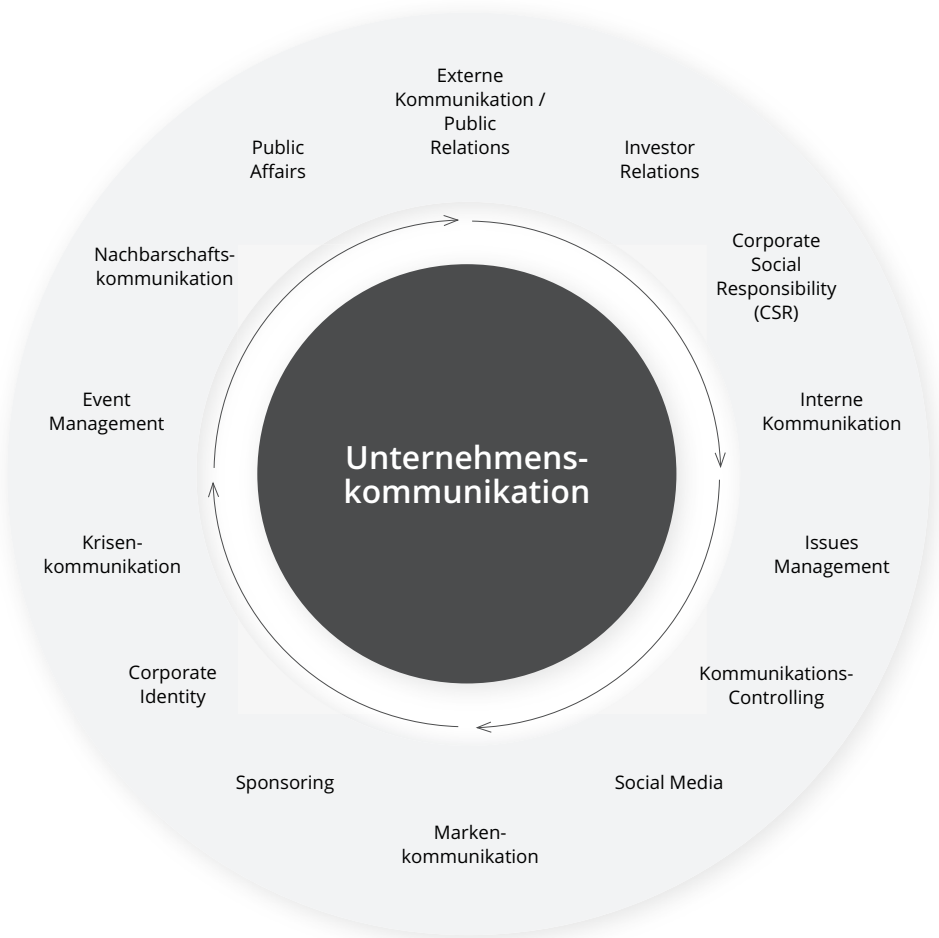 Externe
Kommunikation /
Public
Relations
Investor
Relations
Corporate
Social
Responsibility
(CSR)
Interne
Kommunikation
Issues
Management
Kommunikations-
Controlling
Social Media
Marken-
kommunikation
Sponsoring
Corporate
Identity
Krisen-
kommunikation
Event
Management
Nachbarschafts-
kommunikation
Public
Affairs
Unternehmens-
kommunikation